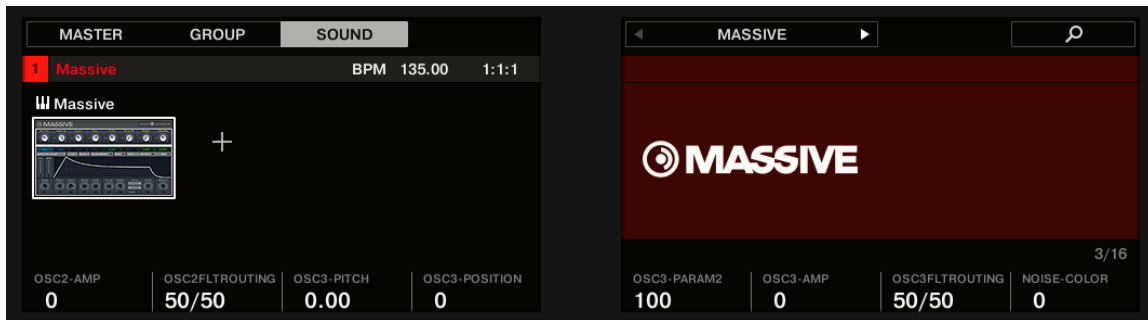 MASTER GROUP SOUND
1 Massive BPM 135.00 1:1:1
Massive
MASSIVE
OSC2-AMP OSC2FLTROUTING OSC3-PITCH OSC3-POSITION
0 50/50 0.00 0
MASSIVE
MASSIVE
3/16
OSC3-PARAM2 OSC3-AMP OSC3FLTROUTING NOISE-COLOR
100 0 50/50 0